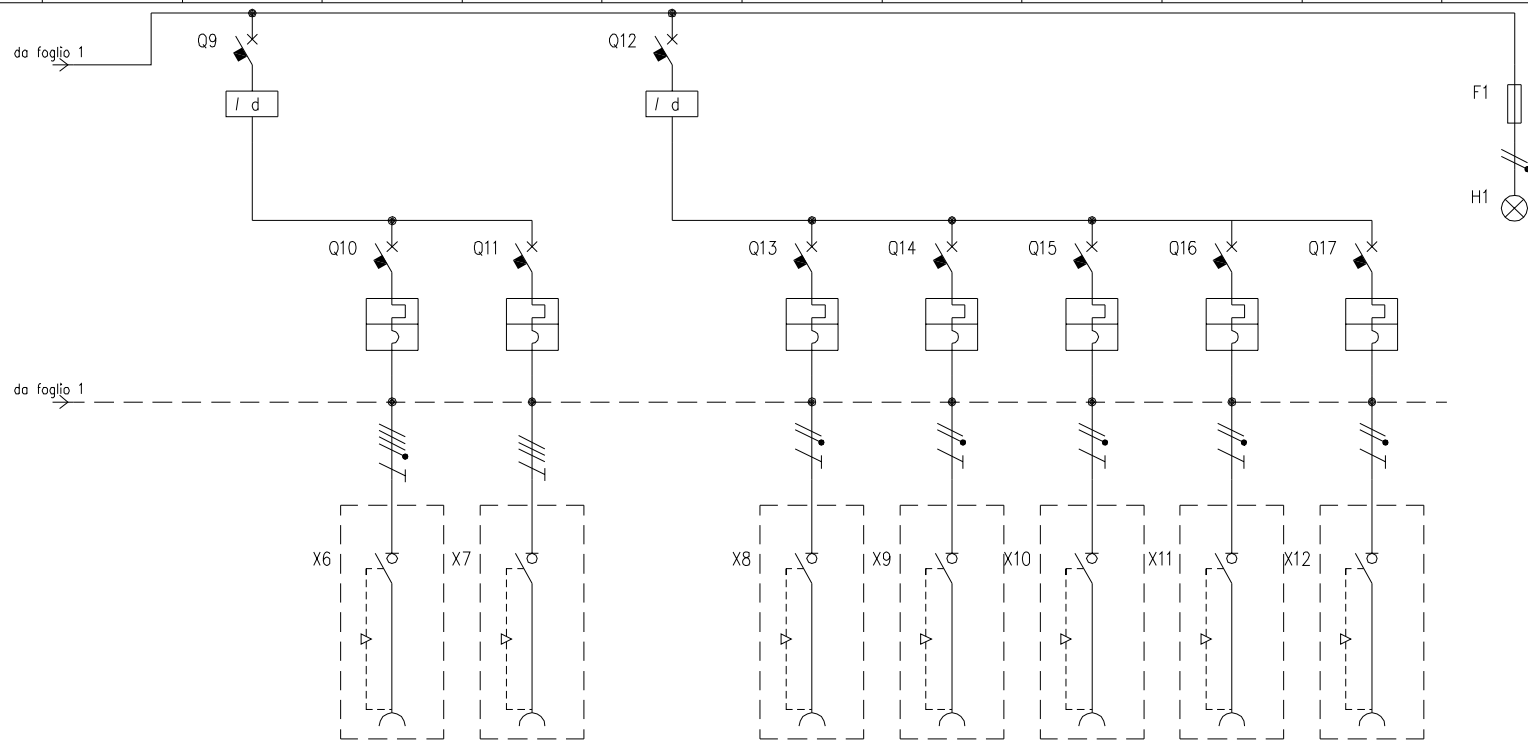 da foglio 1
Q9
Q12
F1
I d
I d
H1
Q10
Q11
Q13
Q14
Q15
Q16
Q17
da foglio 1
X6
X7
X8
X9
X10
X11
X12